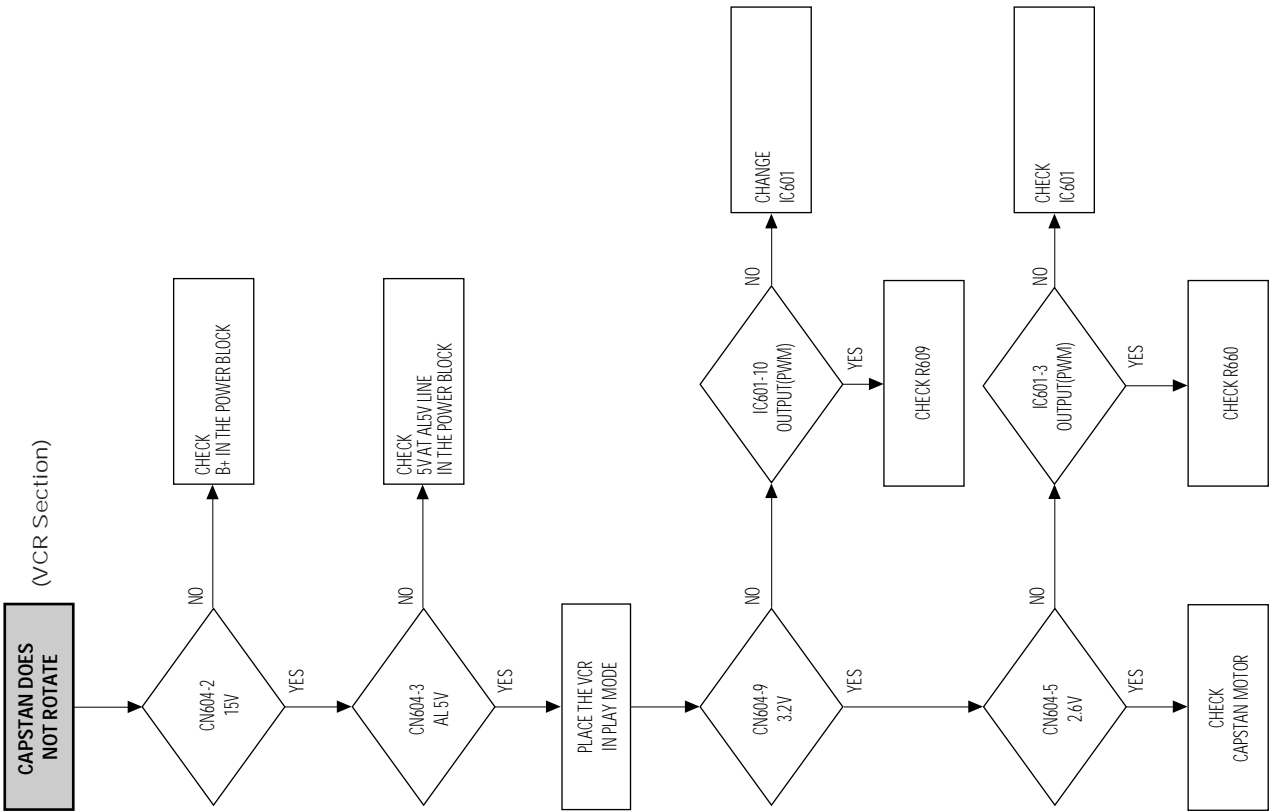 CAPSTAN DOES
NOT ROTATE
(VCR Section)
CN604-2
15V
NO
CHECK
B+ IN THE POWER BLOCK
YES
CN604-3
AL 5V
NO
CHECK
5V AT AL5V LINE
IN THE POWER BLOCK
YES
PLACE THE VCR
IN PLAY MODE
CN604-9
3.2V
NO
IC601-10
OUTPUT(PWM)
NO
CHANGE
IC601
YES
CHECK R609
YES
CN604-5
2.6V
NO
IC601-3
OUTPUT(PWM)
NO
CHECK
IC601
YES
CHECK R660
YES
CHECK
CAPSTAN MOTOR